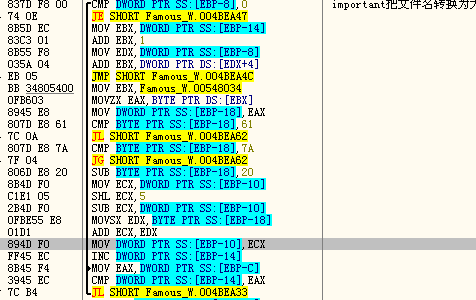 837D F8 00 CMP DWORD PTR SS:[EBP-8],0 important把文件名转换为
74 0E JE SHORT Famous_W.004BEA47
8B5D EC MOV EBX,DWORD PTR SS:[EBP-14]
83C3 01 ADD EBX,1
8B55 F8 MOV EDX,DWORD PTR SS:[EBP-8]
035A 04 ADD EBX,DWORD PTR DS:[EDX+4]
EB 05 JMP SHORT Famous_W.004BEA4C
BB 34805400 MOV EBX,Famous_W.00548034
0FB603 MOVZX EAX,BYTE PTR DS:[EBX]
8945 E8 MOV DWORD PTR SS:[EBP-18],EAX
807D E8 61 CMP BYTE PTR SS:[EBP-18],61
7C 0A JL SHORT Famous_W.004BEA62
807D E8 7A CMP BYTE PTR SS:[EBP-18],7A
7F 04 JG SHORT Famous_W.004BEA62
806D E8 20 SUB BYTE PTR SS:[EBP-18],20
8B4D F0 MOV ECX,DWORD PTR SS:[EBP-10]
C1E1 05 SHL ECX,5
2B4D F0 SUB ECX,DWORD PTR SS:[EBP-10]
0FBE55 E8 MOVSX EDX,BYTE PTR SS:[EBP-18]
01D1 ADD ECX,EDX
894D F0 MOV DWORD PTR SS:[EBP-10],ECX
FF45 EC INC DWORD PTR SS:[EBP-14]
8B45 F4 MOV EAX,DWORD PTR SS:[EBP-C]
3945 EC CMP DWORD PTR SS:[EBP-14],EAX
7C B4 JL SHORT Famous_W.004BEA33